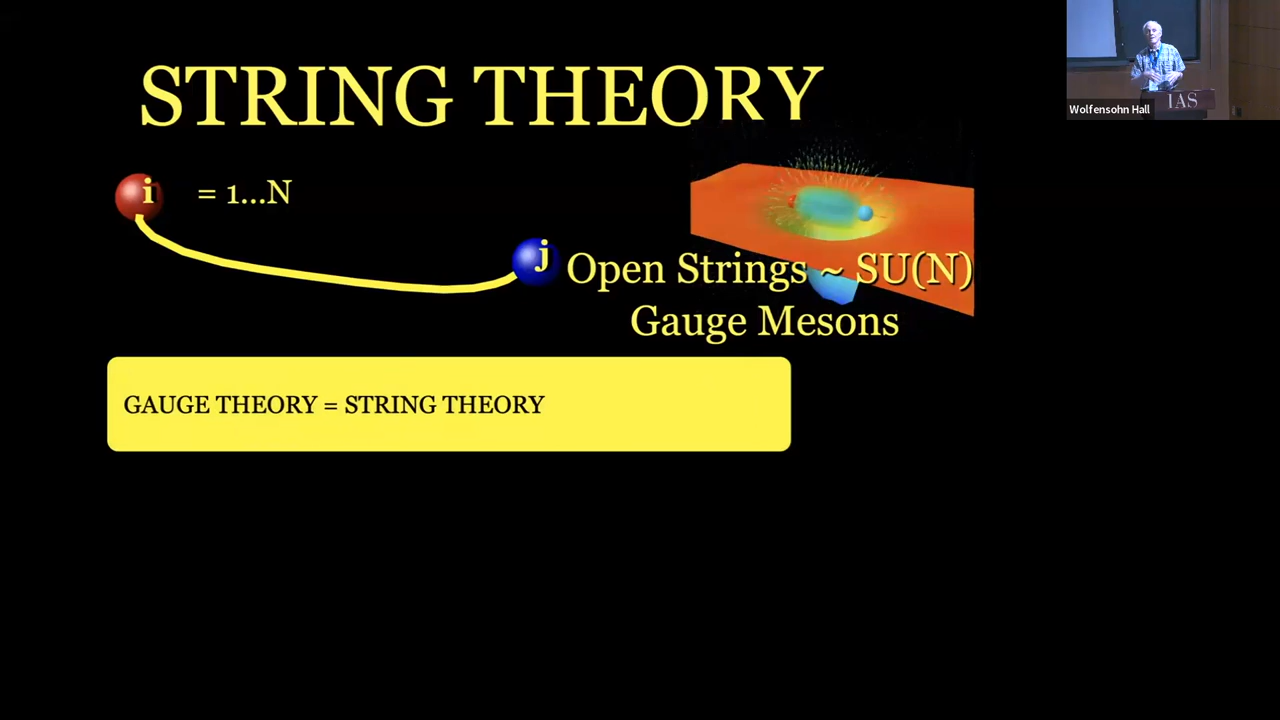 STRING THEORY
IAS
Wolfensohn Hall
i = 1...N
j
Open Strings ~ SU(N)
Gauge Mesons
GAUGE THEORY = STRING THEORY